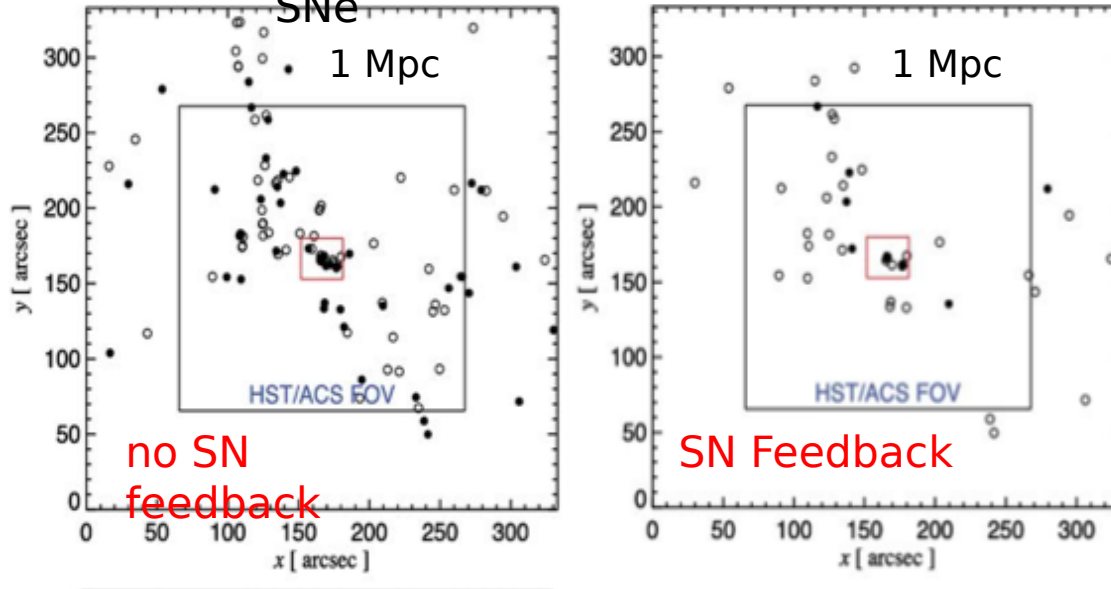 SNe
1 Mpc
1 Mpc
300
250
200
150
100
50
0
y [ arcsec ]
HST/ACS FOV
no SN
feedback
0 50 100 150 200 250 300
x [ arcsec ]
300
250
200
150
100
50
0
y [ arcsec ]
HST/ACS FOV
SN Feedback
0 50 100 150 200 250 300
x [ arcsec ]